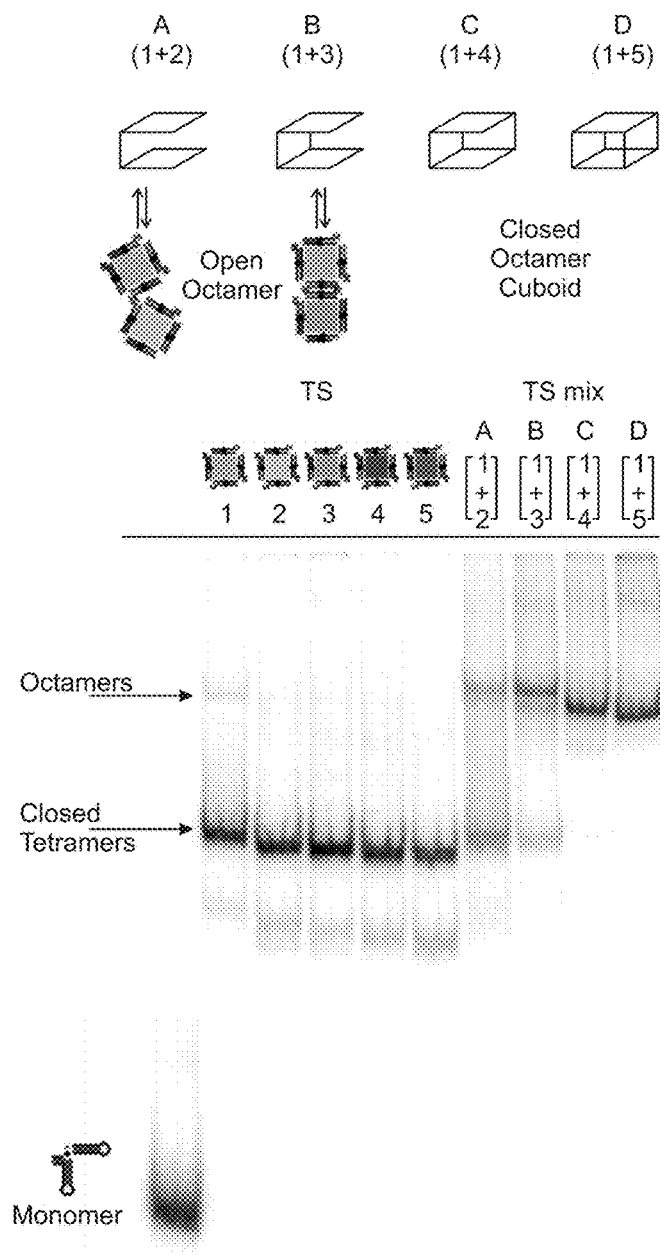 A B C D
(1+2) (1+3) (1+4) (1+5)
Open
Octamer
Closed
Octamer
Cuboid
TS TS mix
A B C D
[1 [1 [1 [1
+ + + +
1 2 3 4 5 2] 3] 4] 5]
Octamers
Closed
Tetramers
Monomer